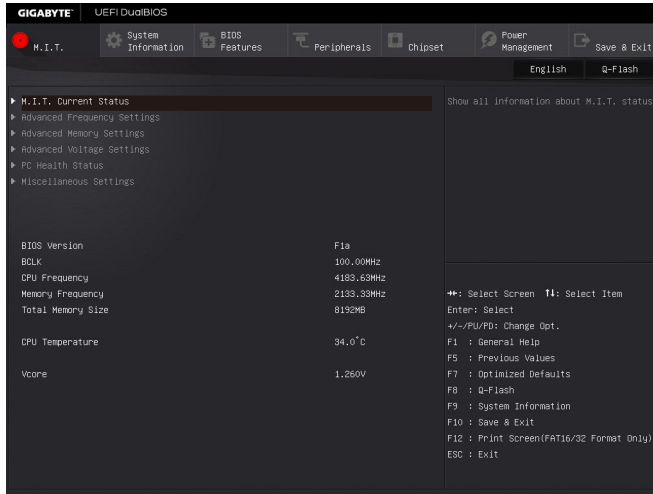 GIGABYTE™ UEFI DualBIOS
M.I.T.
System Information
BIOS Features
Peripherals
Chipset
Power Management
Save & Exit
English Q-Flash
M.I.T. Current Status
Advanced Frequency Settings
Advanced Memory Settings
Advanced Voltage Settings
PC Health Status
Miscellaneous Settings
Show all information about M.I.T. status
BIOS Version F1a
BCLK 100.00MHz
CPU Frequency 4183.63MHz
Memory Frequency 2133.33MHz
Total Memory Size 8192MB
CPU Temperature 34.0°C
Vcore 1.260V
→←: Select Screen ↑↓: Select Item
Enter: Select
+/-/PU/PD: Change Opt.
F1 : General Help
F5 : Previous Values
F7 : Optimized Defaults
F8 : Q-Flash
F9 : System Information
F10 : Save & Exit
F12 : Print Screen(FAT16/32 Format Only)
ESC : Exit